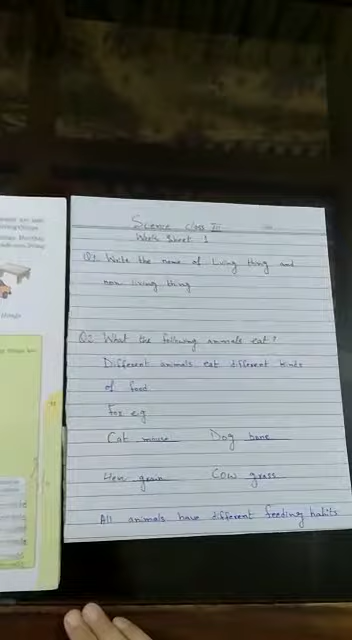 Science class III
Work Sheet 1
Q1 Write the name of living thing and
non living thing
Q2 What the following animals eat?
Different animals eat different kinds
of food
For e.g
Cat mouse Dog bone
Hen grain Cow grass
All animals have different feeding habits